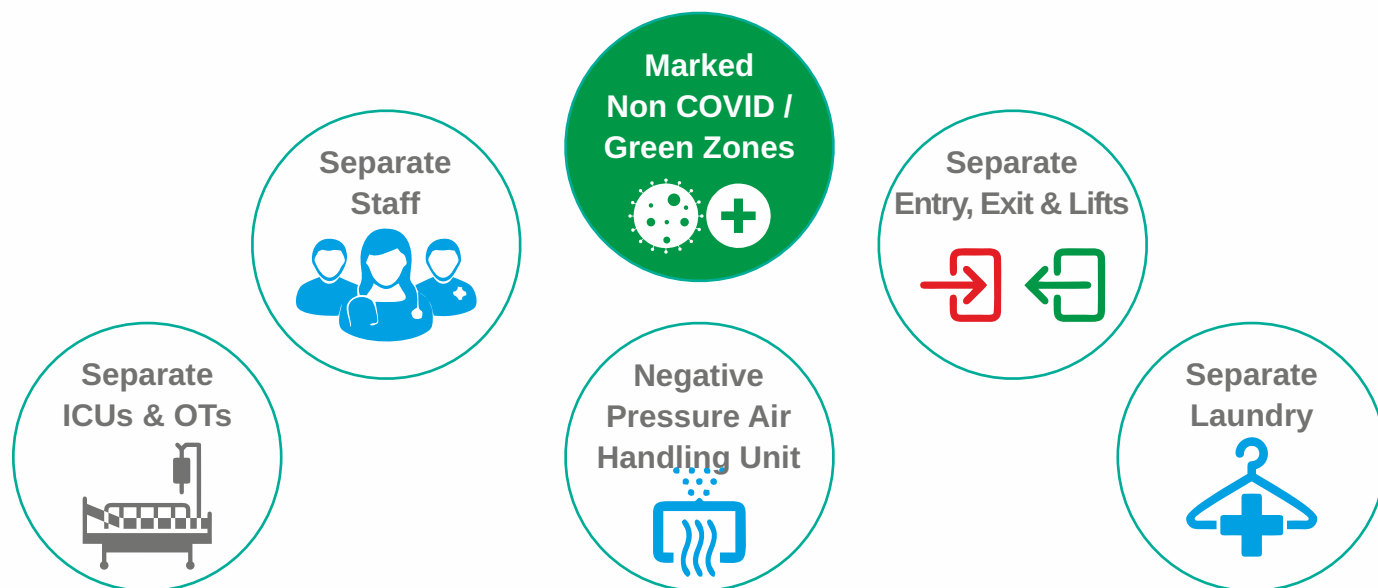 Marked
Non COVID /
Green Zones
Separate
Staff
Separate
Entry, Exit & Lifts
Separate
ICUs & OTs
Negative
Pressure Air
Handling Unit
Separate
Laundry